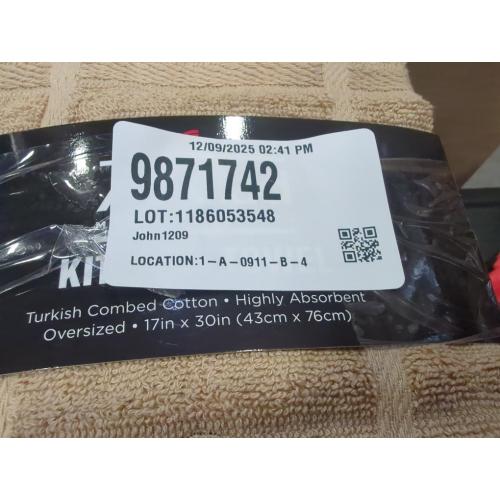 12/09/2025 02:41 PM
9871742
LOT:1186053548
John1209
LOCATION:1-A-0911-B-4
KIT
Turkish Combed Cotton • Highly Absorbent
Oversized • 17in x 30in (43cm x 76cm)